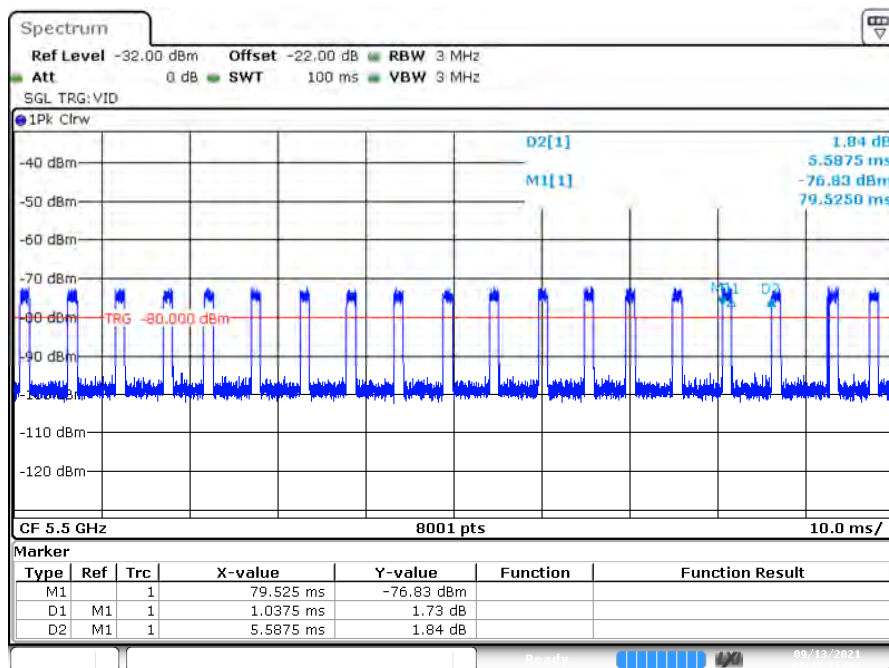 Spectrum
Ref Level -32.00 dBm Offset -22.00 dB RBW 3 MHz
Att 0 dB SWT 100 ms VBW 3 MHz
SGL TRG:VID
1Pk Clrw
D2[1] 1.84 dB
5.5875 ms
M1[1] -76.83 dBm
79.5250 ms
-40 dBm
-50 dBm
-60 dBm
-70 dBm
D2
TRG -80.000 dBm
-90 dBm
-110 dBm
-120 dBm
CF 5.5 GHz 8001 pts 10.0 ms/
Marker
Type Ref Trc X-value Y-value Function Function Result
M1 1 79.525 ms -76.83 dBm
D1 M1 1 1.0375 ms 1.73 dB
D2 M1 1 5.5875 ms 1.84 dB
Ready 09/13/2021